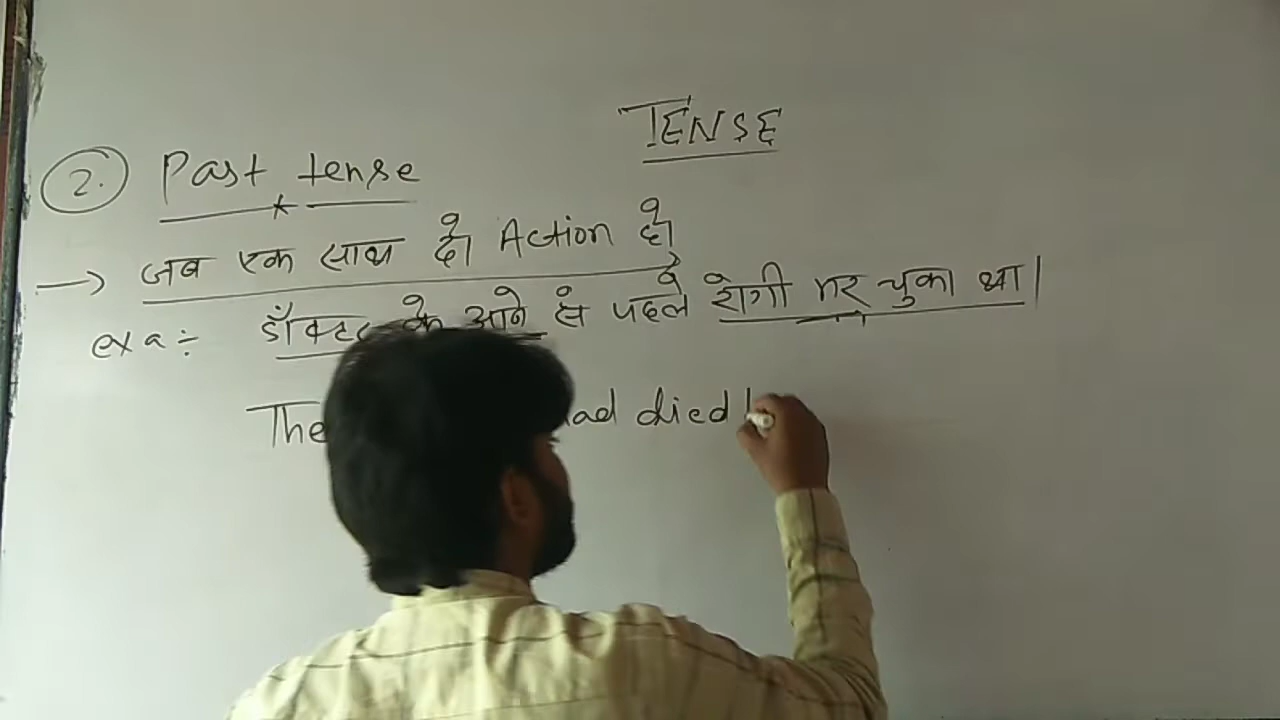 TENSE
2. Past tense
→ जब एक साथ दो Action हो
exa ÷ डॉक्टर के आने से पहले रोगी मर चुका था।
The had died